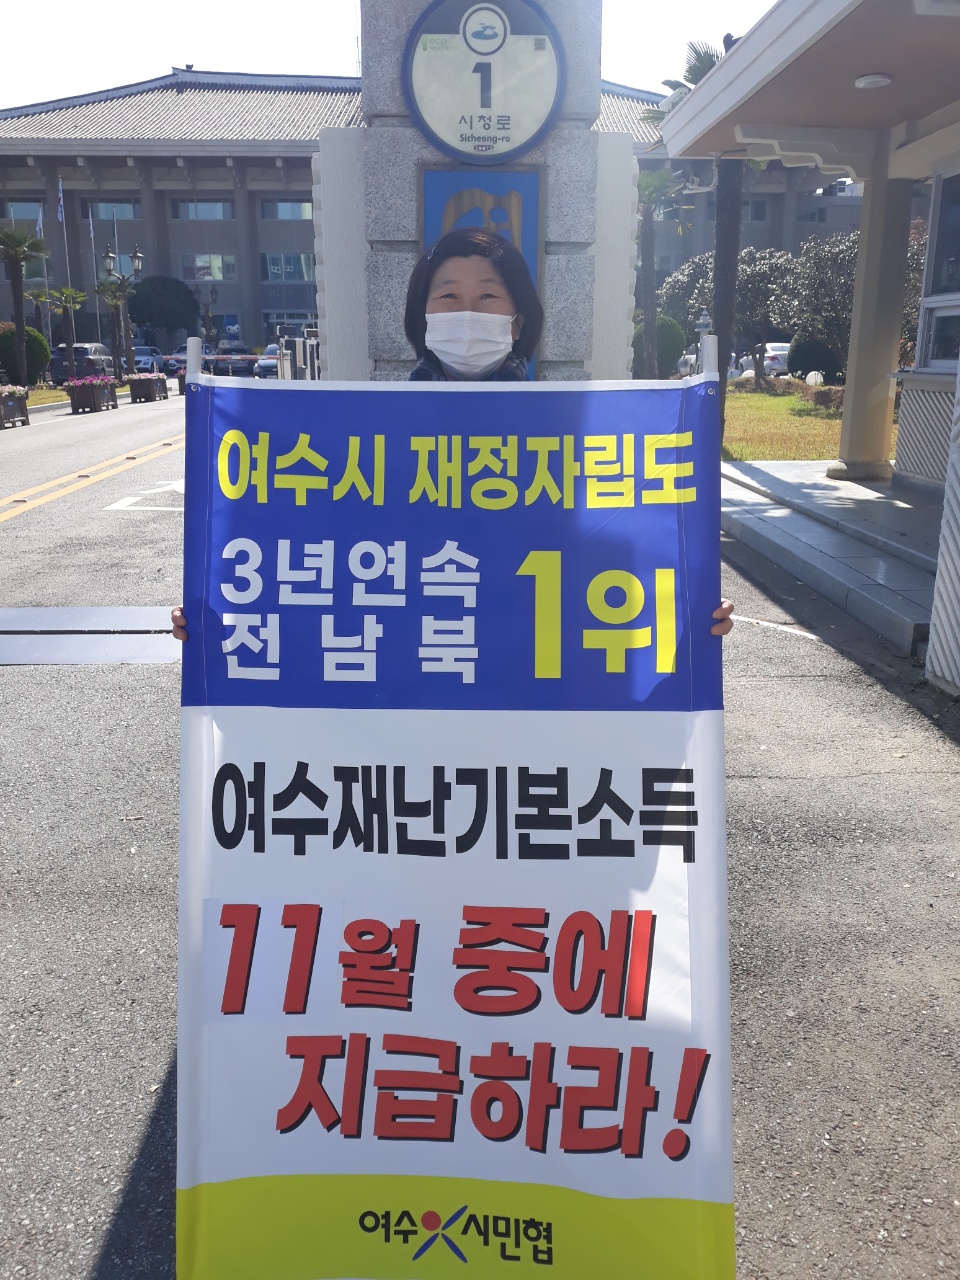 1
시청로
Sicheong-ro
여수시 재정자립도
3년연속
전남북
1위
여수재난기본소득
11월 중에
지급하라!
여수 시민협